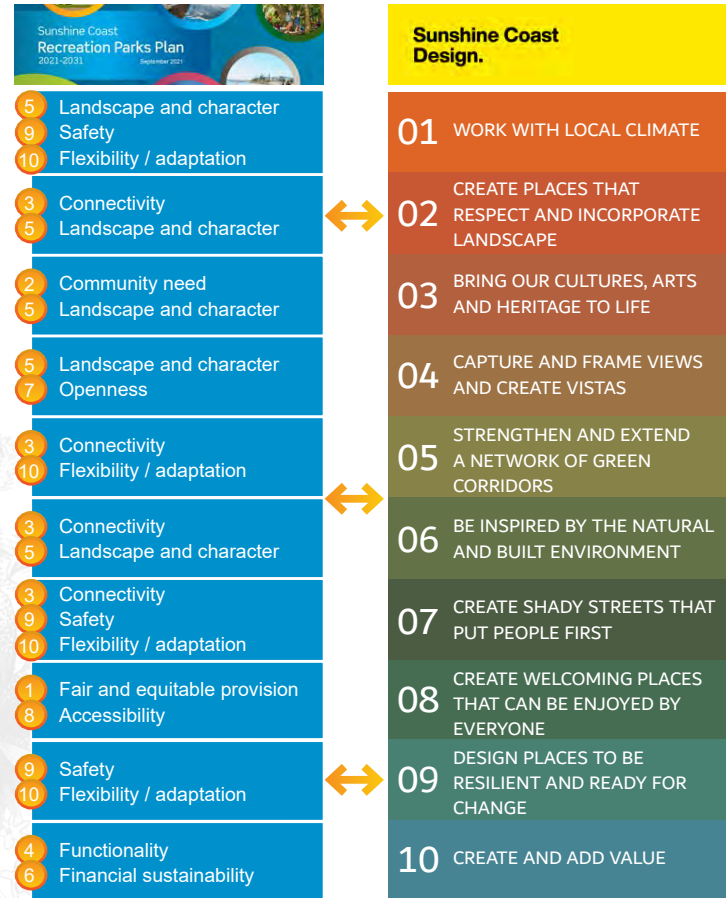 Sunshine Coast
Recreation Parks Plan
2021-2031 September 2021
5 Landscape and character
9 Safety
10 Flexibility / adaptation
3 Connectivity
5 Landscape and character
2 Community need
5 Landscape and character
5 Landscape and character
7 Openness
3 Connectivity
10 Flexibility / adaptation
3 Connectivity
5 Landscape and character
3 Connectivity
9 Safety
10 Flexibility / adaptation
1 Fair and equitable provision
8 Accessibility
9 Safety
10 Flexibility / adaptation
4 Functionality
6 Financial sustainability
Sunshine Coast
Design.
01 WORK WITH LOCAL CLIMATE
02 CREATE PLACES THAT
RESPECT AND INCORPORATE
LANDSCAPE
03 BRING OUR CULTURES, ARTS
AND HERITAGE TO LIFE
04 CAPTURE AND FRAME VIEWS
AND CREATE VISTAS
05 STRENGTHEN AND EXTEND
A NETWORK OF GREEN
CORRIDORS
06 BE INSPIRED BY THE NATURAL
AND BUILT ENVIRONMENT
07 CREATE SHADY STREETS THAT
PUT PEOPLE FIRST
08 CREATE WELCOMING PLACES
THAT CAN BE ENJOYED BY
EVERYONE
09 DESIGN PLACES TO BE
RESILIENT AND READY FOR
CHANGE
10 CREATE AND ADD VALUE